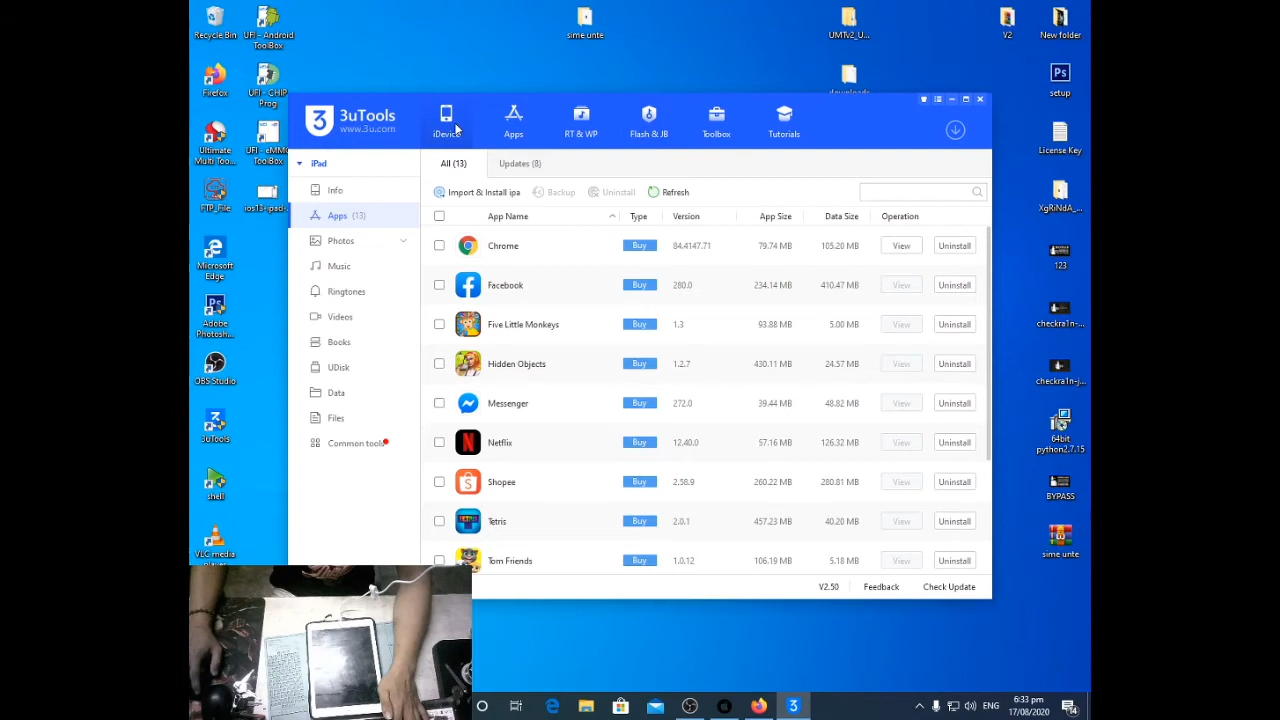 Recycle Bin
UFI - Android
ToolBox
sime unte
UMTv2_U...
V2
New folder
Firefox
UFI - CHIP
Prog
setup
3uTools
www.3u.com
iDevice
Apps
RT & WP
Flash & JB
Toolbox
Tutorials
Ultimate
Multi Too...
UFI - eMMC
ToolBox
License Key
iPad
All (13)
Updates (8)
Info
Import & Install ipa
Backup
Uninstall
Refresh
FTP_File
ios13-ipad-...
XgRiNdA_...
Apps (13)
App Name
Type
Version
App Size
Data Size
Operation
Photos
Chrome
Buy
84.4147.71
79.74 MB
105.20 MB
View
Uninstall
Microsoft
Edge
123
Music
Ringtones
Facebook
Buy
280.0
234.14 MB
410.47 MB
View
Uninstall
Videos
Five Little Monkeys
Buy
1.3
93.88 MB
5.00 MB
View
Uninstall
Adobe
Photosh...
checkra1n-...
Books
UDisk
Hidden Objects
Buy
1.2.7
430.11 MB
24.57 MB
View
Uninstall
OBS Studio
checkra1n-j...
Data
Messenger
Buy
272.0
39.44 MB
48.82 MB
View
Uninstall
Files
3uTools
64bit
python2.7.15
Common tools
Netflix
Buy
12.40.0
57.16 MB
126.32 MB
View
Uninstall
Shopee
Buy
2.58.9
260.22 MB
280.81 MB
View
Uninstall
shell
BYPASS
Tetris
Buy
2.0.1
457.23 MB
40.20 MB
View
Uninstall
VLC media
sime unte
Tom Friends
Buy
1.0.12
106.19 MB
5.18 MB
View
Uninstall
V2.50
Feedback
Check Update
ENG
6:33 pm
17/08/2020